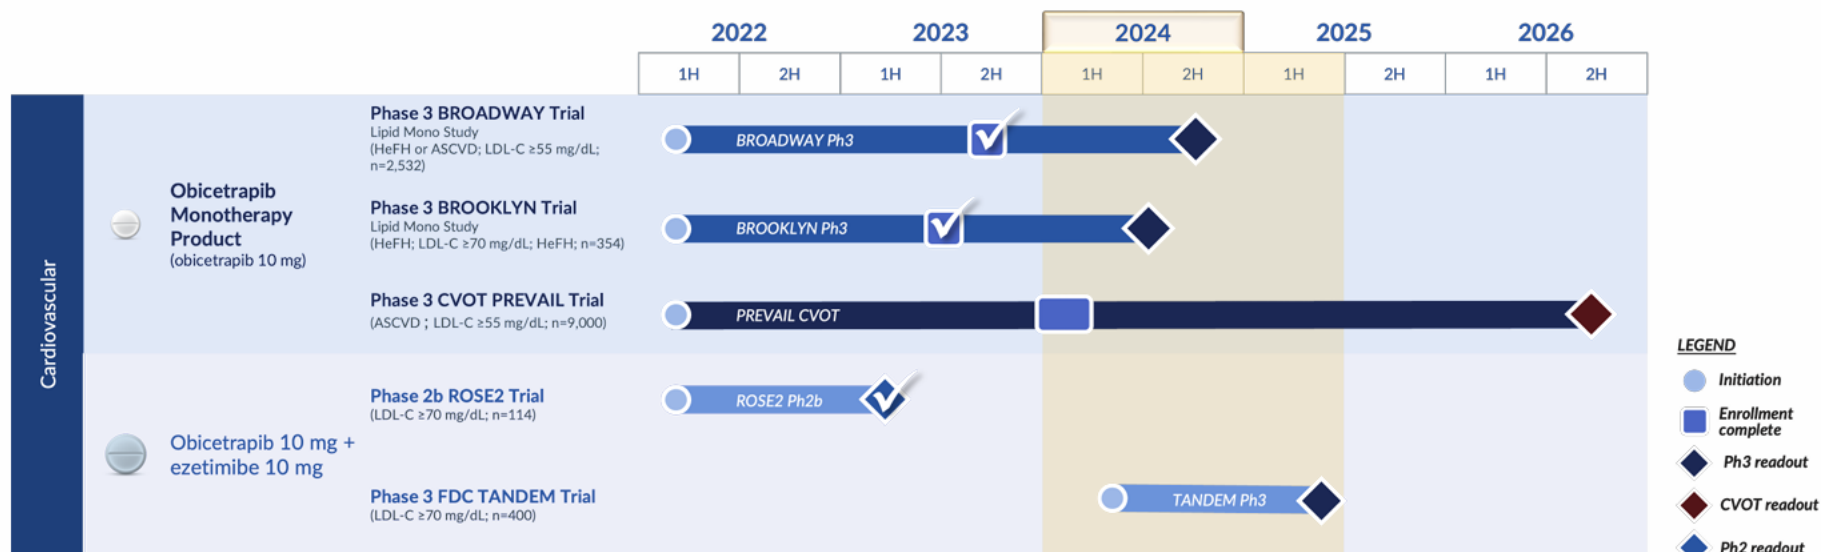 2022 2023 2024 2025 2026
1H 2H 1H 2H 1H 2H 1H 2H 1H 2H
Cardiovascular
Obicetrapib
Monotherapy
Product
(obicetrapib 10 mg)
Phase 3 BROADWAY Trial
Lipid Mono Study
(HeFH or ASCVD; LDL-C ≥55 mg/dL;
n=2,532)
BROADWAY Ph3
Phase 3 BROOKLYN Trial
Lipid Mono Study
(HeFH; LDL-C ≥70 mg/dL; HeFH; n=354)
BROOKLYN Ph3
Phase 3 CVOT PREVAIL Trial
(ASCVD ; LDL-C ≥55 mg/dL; n=9,000)
PREVAIL CVOT
Obicetrapib 10 mg +
ezetimibe 10 mg
Phase 2b ROSE2 Trial
(LDL-C ≥70 mg/dL; n=114)
ROSE2 Ph2b
Phase 3 FDC TANDEM Trial
(LDL-C ≥70 mg/dL; n=400)
TANDEM Ph3
LEGEND
Initiation
Enrollment
complete
Ph3 readout
CVOT readout
Ph2 readout